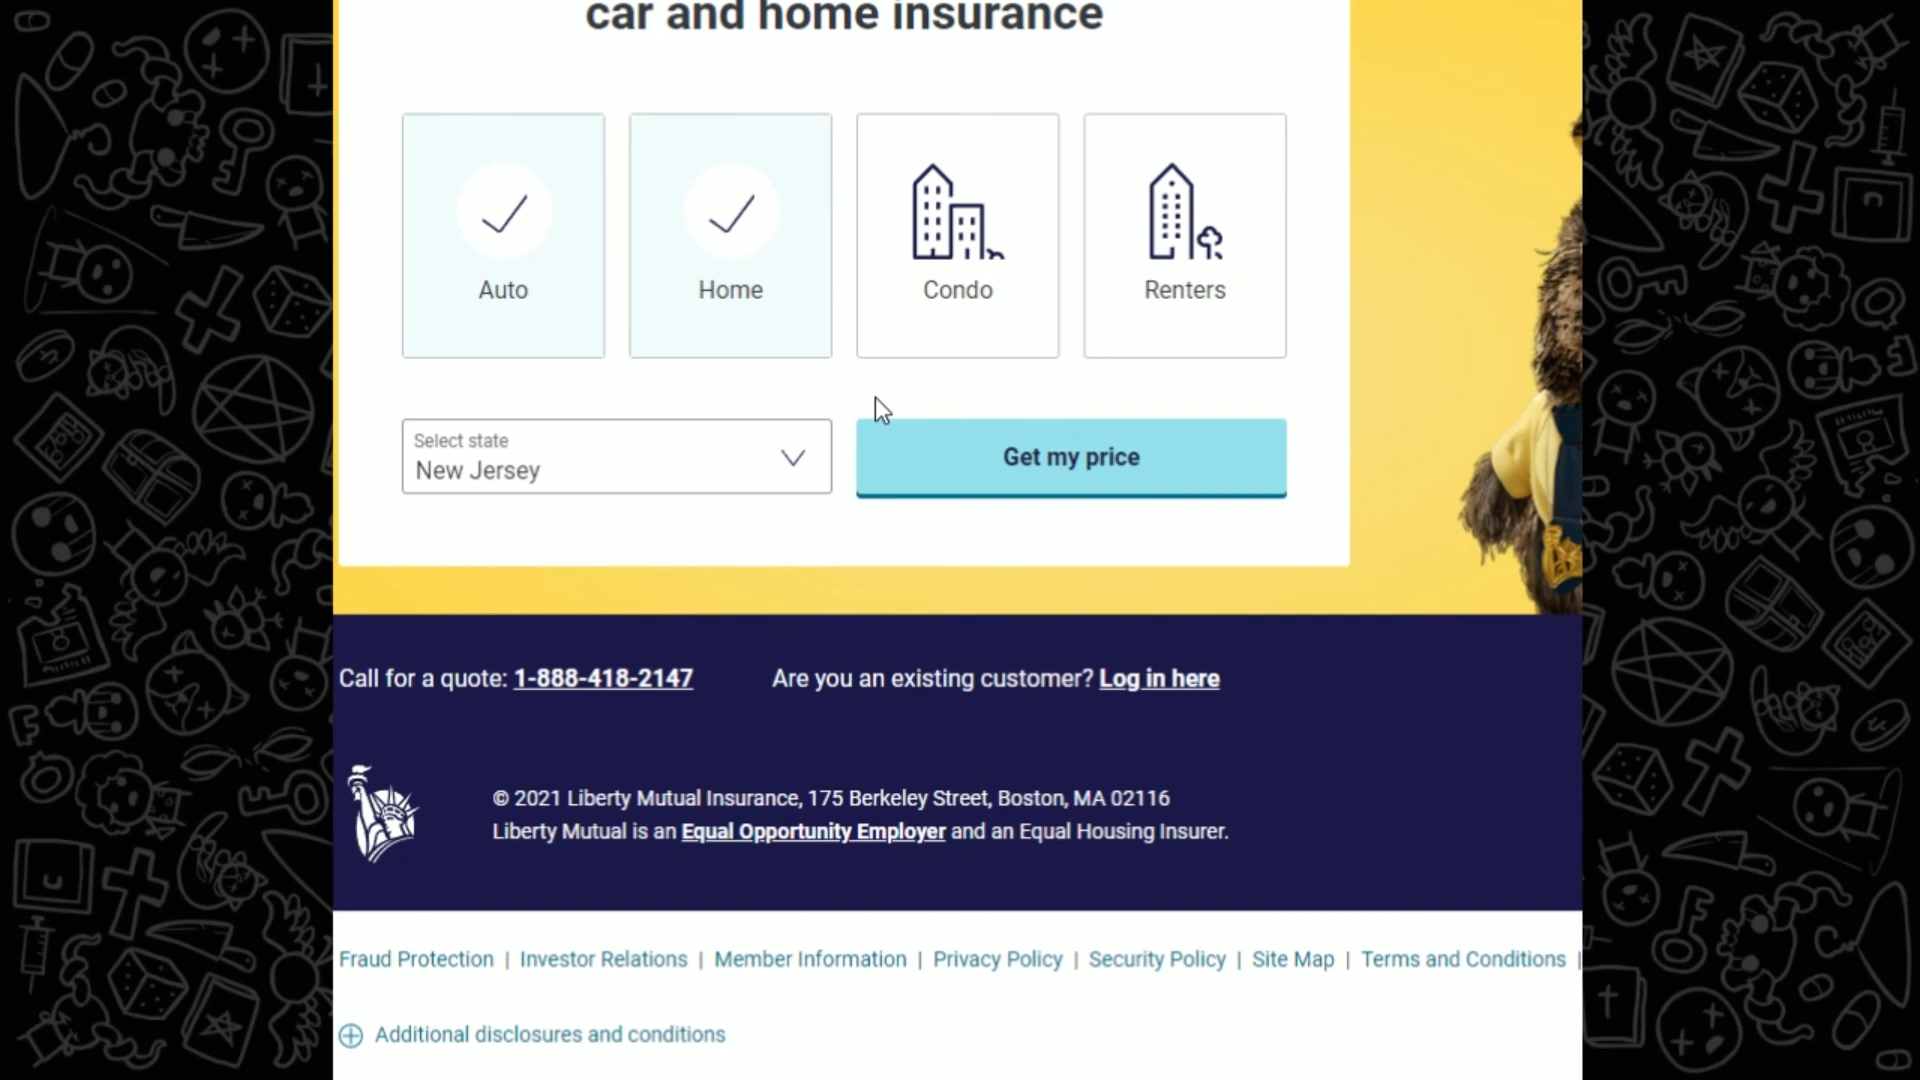 car and home insurance
Auto
Home
Condo
Renters
Select state
New Jersey
Get my price
Call for a quote: 1-888-418-2147
Are you an existing customer? Log in here
© 2021 Liberty Mutual Insurance, 175 Berkeley Street, Boston, MA 02116
Liberty Mutual is an Equal Opportunity Employer and an Equal Housing Insurer.
Fraud Protection | Investor Relations | Member Information | Privacy Policy | Security Policy | Site Map | Terms and Conditions |
Additional disclosures and conditions